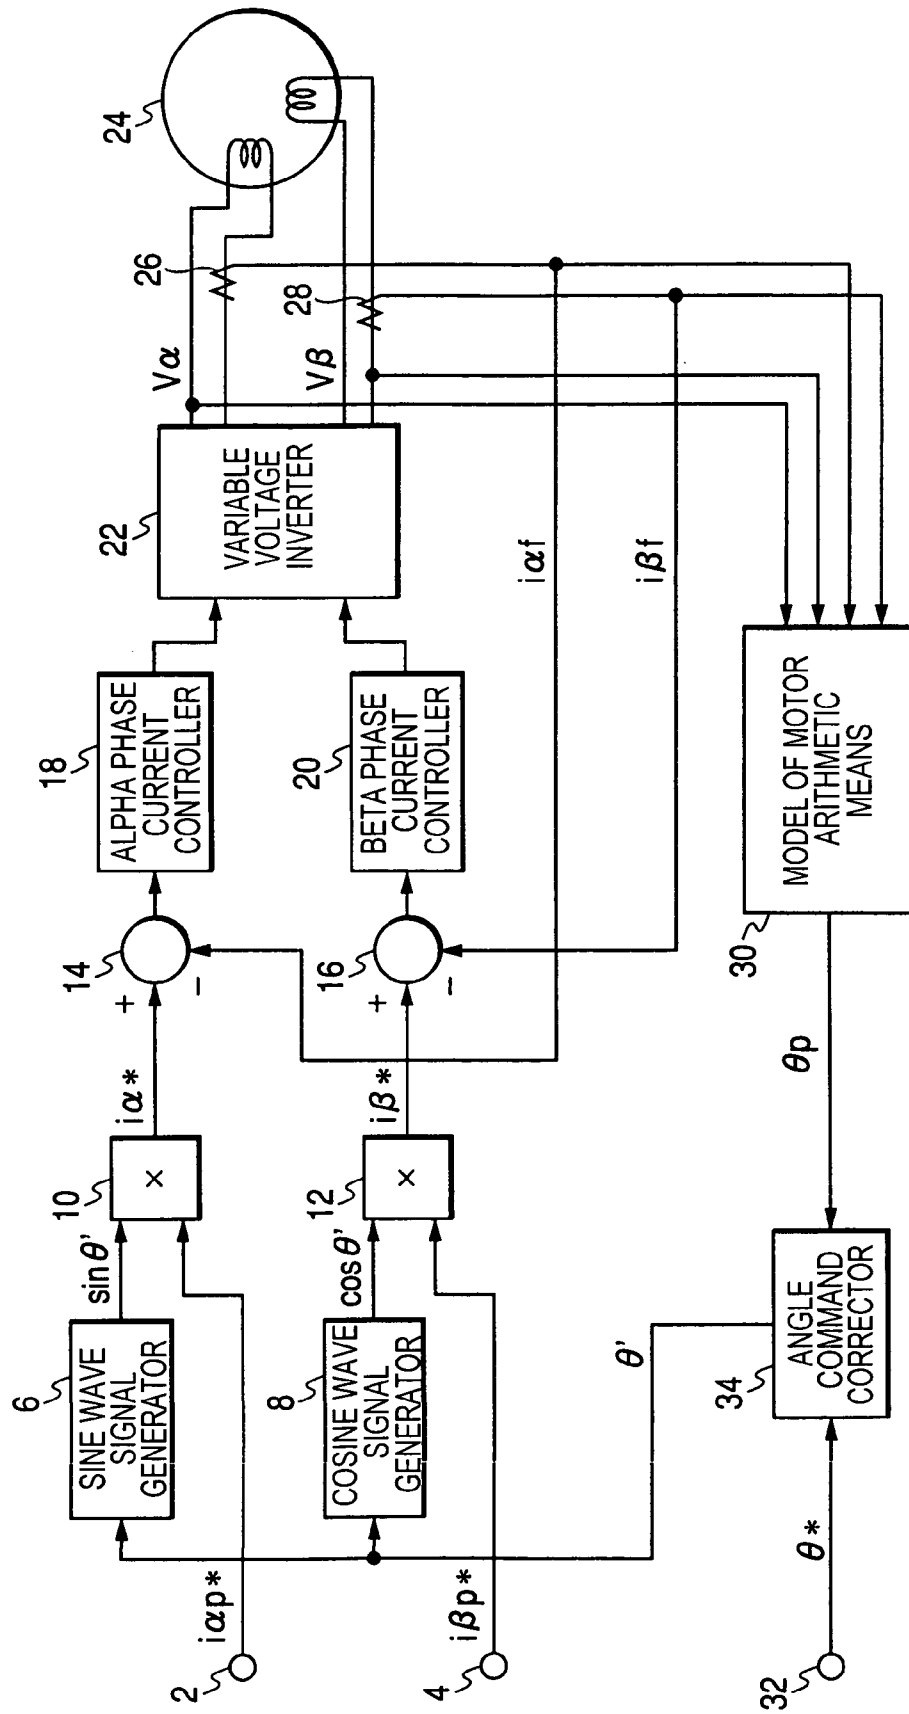 2
iαp*
6
SINE WAVE
SIGNAL
GENERATOR
sinθ'
10
×
iα*
14
+
−
18
ALPHA PHASE
CURRENT
CONTROLLER
22
VARIABLE
VOLTAGE
INVERTER
Vα
26
24
4
iβp*
8
COSINE WAVE
SIGNAL
GENERATOR
cosθ'
12
×
iβ*
16
+
−
20
BETA PHASE
CURRENT
CONTROLLER
Vβ
28
iαf
iβf
32
θ*
34
ANGLE
COMMAND
CORRECTOR
θ'
θp
30
MODEL OF MOTOR
ARITHMETIC
MEANS